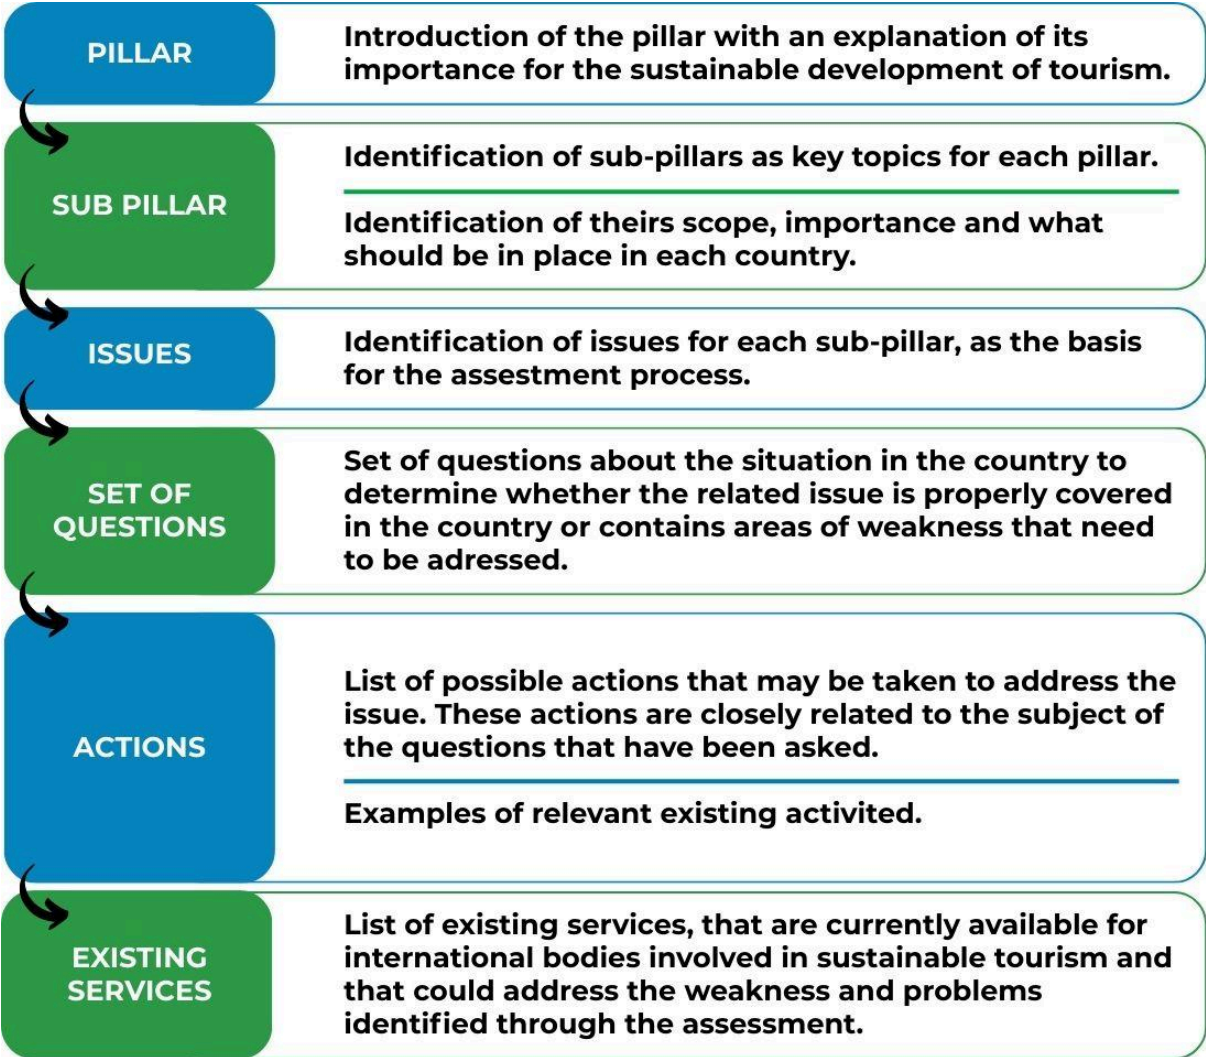 PILLAR
Introduction of the pillar with an explanation of its
importance for the sustainable development of tourism.
SUB PILLAR
Identification of sub-pillars as key topics for each pillar.
Identification of theirs scope, importance and what
should be in place in each country.
ISSUES
Identification of issues for each sub-pillar, as the basis
for the assestment process.
SET OF
QUESTIONS
Set of questions about the situation in the country to
determine whether the related issue is properly covered
in the country or contains areas of weakness that need
to be adressed.
ACTIONS
List of possible actions that may be taken to address the
issue. These actions are closely related to the subject of
the questions that have been asked.
Examples of relevant existing activited.
EXISTING
SERVICES
List of existing services, that are currently available for
international bodies involved in sustainable tourism and
that could address the weakness and problems
identified through the assessment.